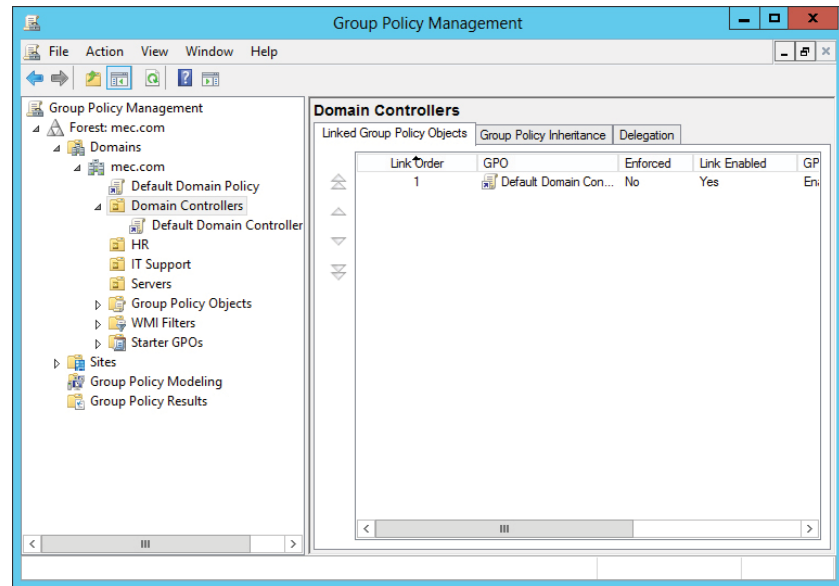 Group Policy Management
File Action View Window Help
Group Policy Management
Forest: mec.com
Domains
mec.com
Default Domain Policy
Domain Controllers
Default Domain Controller
HR
IT Support
Servers
Group Policy Objects
WMI Filters
Starter GPOs
Sites
Group Policy Modeling
Group Policy Results
Domain Controllers
Linked Group Policy Objects Group Policy Inheritance Delegation
Link Order GPO Enforced Link Enabled GP
1 Default Domain Con... No Yes En